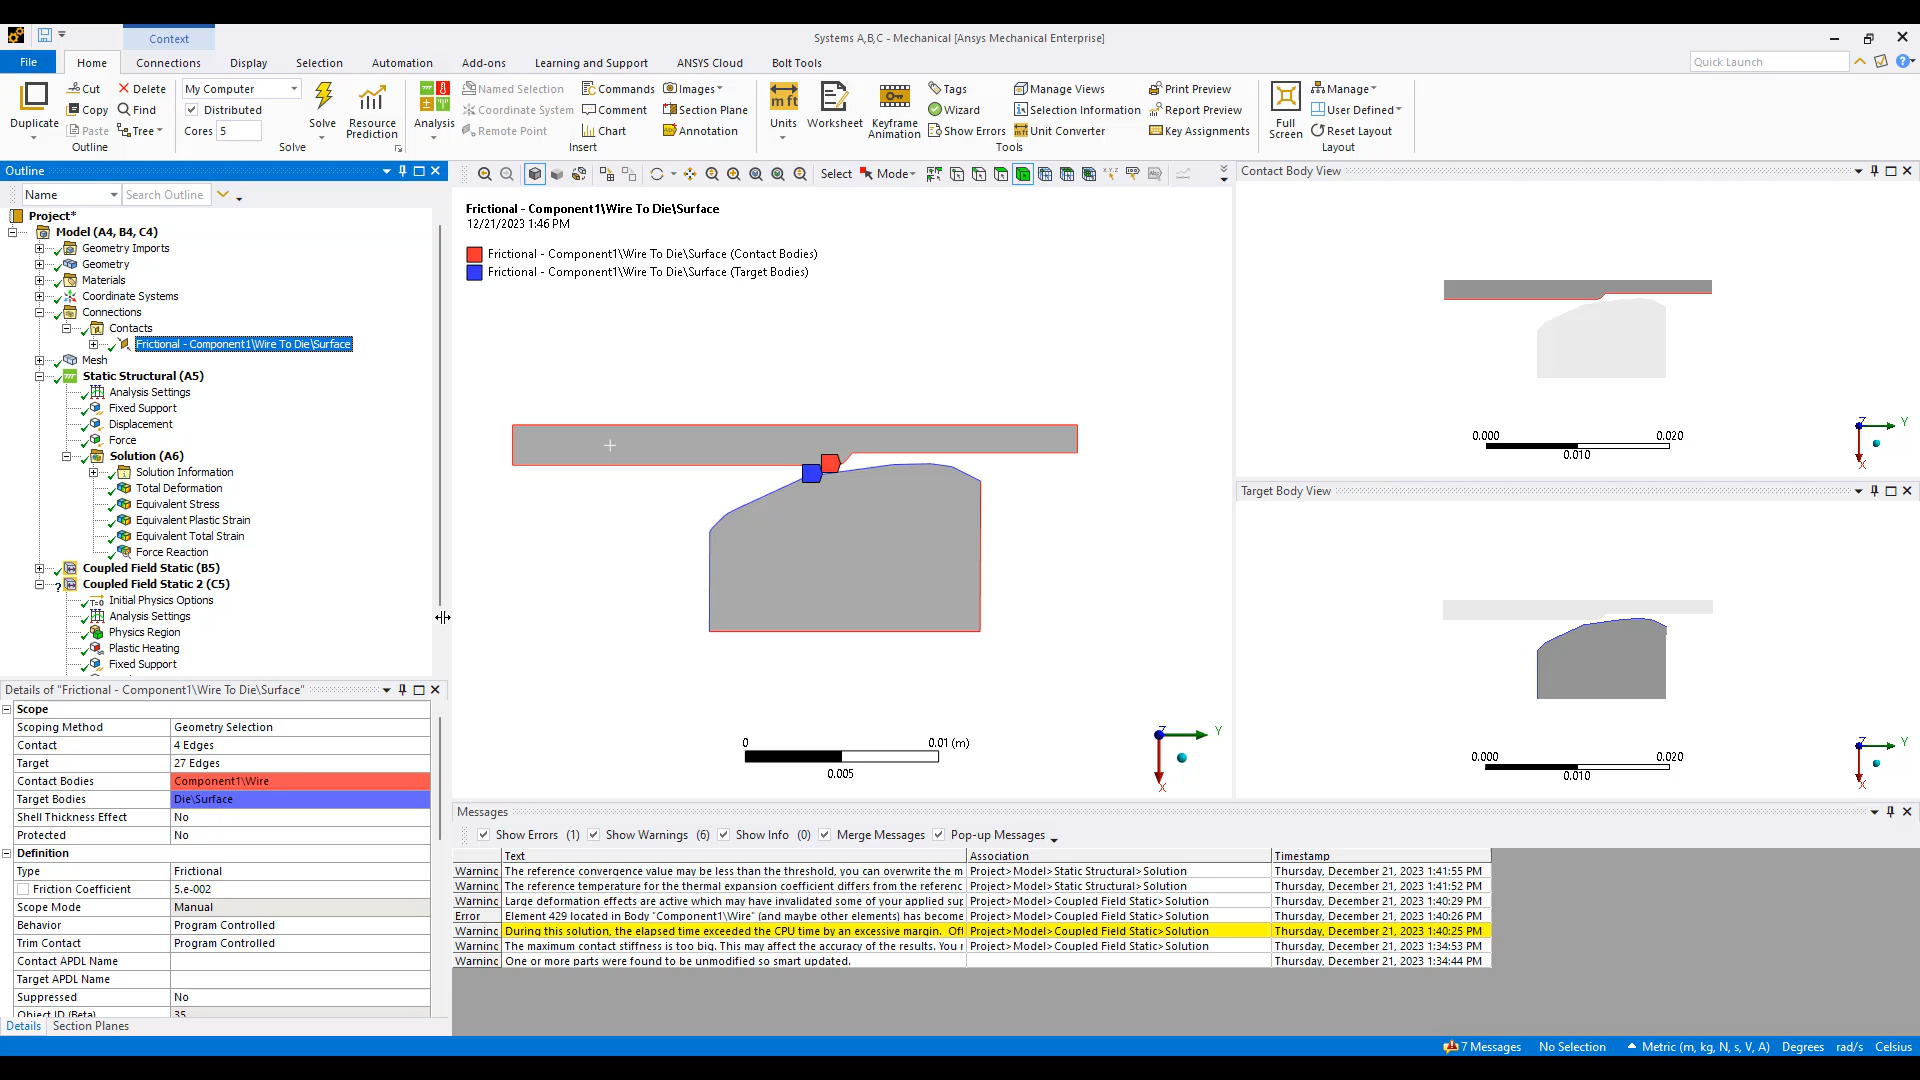 Context
Systems A,B,C - Mechanical [Ansys Mechanical Enterprise]
File Home Connections Display Selection Automation Add-ons Learning and Support ANSYS Cloud Bolt Tools Quick Launch
Duplicate Cut Copy Paste Delete Find Tree Outline
My Computer Distributed Cores 5 Solve Resource Prediction Solve
Analysis Named Selection Coordinate System Remote Point Commands Comment Chart Images Section Plane Annotation Insert
Units Worksheet Keyframe Animation Tags Wizard Show Errors Manage Views Selection Information Unit Converter Print Preview Report Preview Key Assignments Tools
Full Screen Manage User Defined Reset Layout Layout
Outline
Name Search Outline
Project*
Model (A4, B4, C4)
Geometry Imports
Geometry
Materials
Coordinate Systems
Connections
Contacts
Frictional - Component1\Wire To Die\Surface
Mesh
Static Structural (A5)
Analysis Settings
Fixed Support
Displacement
Force
Solution (A6)
Solution Information
Total Deformation
Equivalent Stress
Equivalent Plastic Strain
Equivalent Total Strain
Force Reaction
Coupled Field Static (B5)
Coupled Field Static 2 (C5)
Initial Physics Options
Analysis Settings
Physics Region
Plastic Heating
Fixed Support
Details of "Frictional - Component1\Wire To Die\Surface"
Scope
Scoping Method Geometry Selection
Contact 4 Edges
Target 27 Edges
Contact Bodies Component1\Wire
Target Bodies Die\Surface
Shell Thickness Effect No
Protected No
Definition
Type Frictional
Friction Coefficient 5.e-002
Scope Mode Manual
Behavior Program Controlled
Trim Contact Program Controlled
Contact APDL Name
Target APDL Name
Suppressed No
Object ID (Beta) 35
Details Section Planes
Select Mode
Frictional - Component1\Wire To Die\Surface
12/21/2023 1:46 PM
Frictional - Component1\Wire To Die\Surface (Contact Bodies)
Frictional - Component1\Wire To Die\Surface (Target Bodies)
0 0.01 (m)
0.005
Z Y X
Contact Body View
0.000 0.020
0.010
Z Y X
Target Body View
0.000 0.020
0.010
Z Y X
Messages
Show Errors (1) Show Warnings (6) Show Info (0) Merge Messages Pop-up Messages
Text Association Timestamp
Warninc The reference convergence value may be less than the threshold, you can overwrite the m Project>Model>Static Structural>Solution Thursday, December 21, 2023 1:41:55 PM
Warninc The reference temperature for the thermal expansion coefficient differs from the referenc Project>Model>Static Structural>Solution Thursday, December 21, 2023 1:41:52 PM
Warninc Large deformation effects are active which may have invalidated some of your applied sup Project>Model>Coupled Field Static>Solution Thursday, December 21, 2023 1:40:29 PM
Error Element 429 located in Body "Component1\Wire" (and maybe other elements) has become Project>Model>Coupled Field Static>Solution Thursday, December 21, 2023 1:40:26 PM
Warninc During this solution, the elapsed time exceeded the CPU time by an excessive margin. Of Project>Model>Coupled Field Static>Solution Thursday, December 21, 2023 1:40:25 PM
Warninc The maximum contact stiffness is too big. This may affect the accuracy of the results. You r Project>Model>Coupled Field Static>Solution Thursday, December 21, 2023 1:34:53 PM
Warninc One or more parts were found to be unmodified so smart updated. Thursday, December 21, 2023 1:34:44 PM
7 Messages No Selection Metric (m, kg, N, s, V, A) Degrees rad/s Celsius